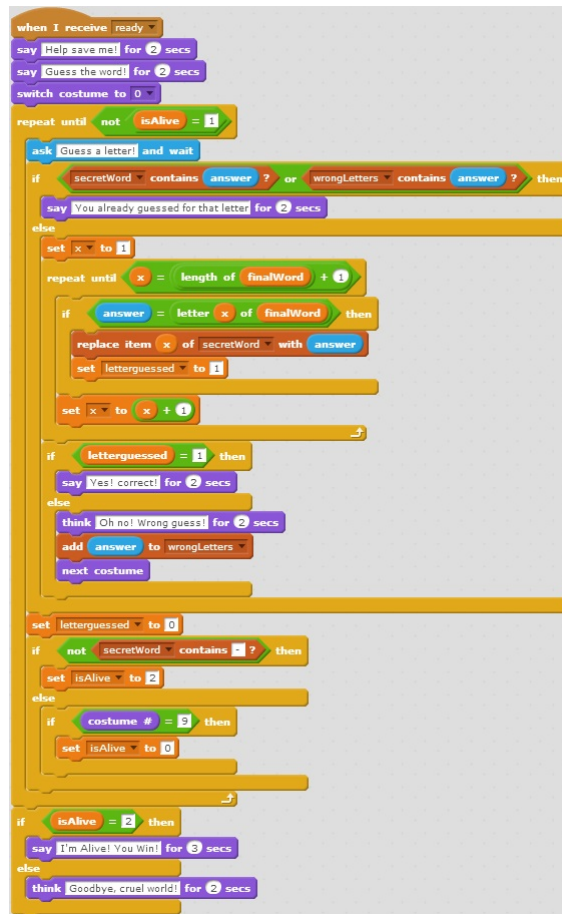 when I receive ready
say Help save me! for 2 secs
say Guess the word! for 2 secs
switch costume to 0
repeat until not isAlive = 1
ask Guess a letter! and wait
if secretWord contains answer ? or wrongLetters contains answer ? then
say You already guessed for that letter for 2 secs
else
set x to 1
repeat until x = length of finalWord + 1
if answer = letter x of finalWord then
replace item x of secretWord with answer
set letterguessed to 1
set x to x + 1
if letterguessed = 1 then
say Yes! correct! for 2 secs
else
think Oh no! Wrong guess! for 2 secs
add answer to wrongLetters
next costume
set letterguessed to 0
if not secretWord contains - ? then
set isAlive to 2
else
if costume # = 9 then
set isAlive to 0
if isAlive = 2 then
say I'm Alive! You Win! for 3 secs
else
think Goodbye, cruel world! for 2 secs